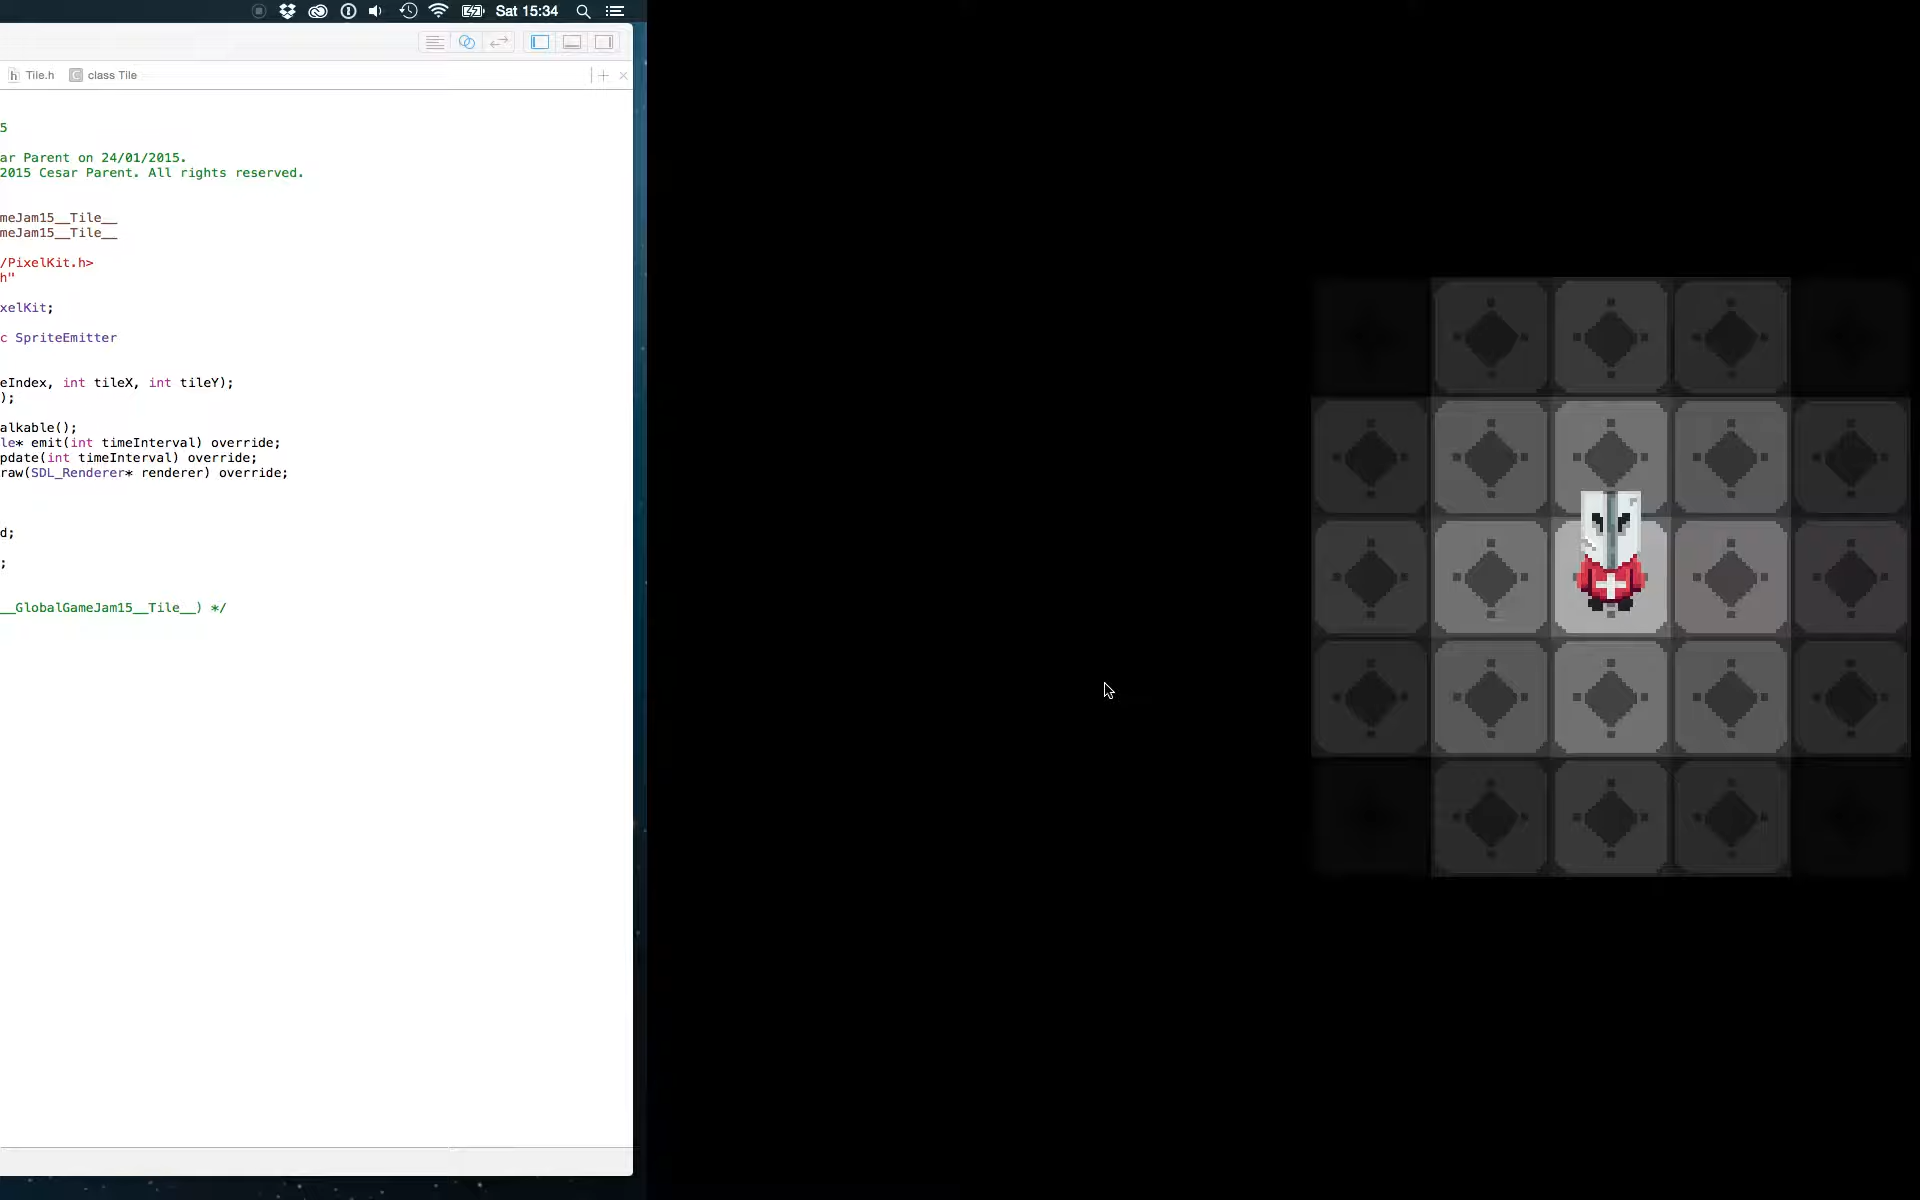 Sat 15:34
h Tile.h C class Tile
5
ar Parent on 24/01/2015.
2015 Cesar Parent. All rights reserved.
meJam15__Tile__
meJam15__Tile__
/PixelKit.h>
h"
xelKit;
c SpriteEmitter
eIndex, int tileX, int tileY);
);
alkable();
le* emit(int timeInterval) override;
pdate(int timeInterval) override;
raw(SDL_Renderer* renderer) override;
d;
;
__GlobalGameJam15__Tile__) */